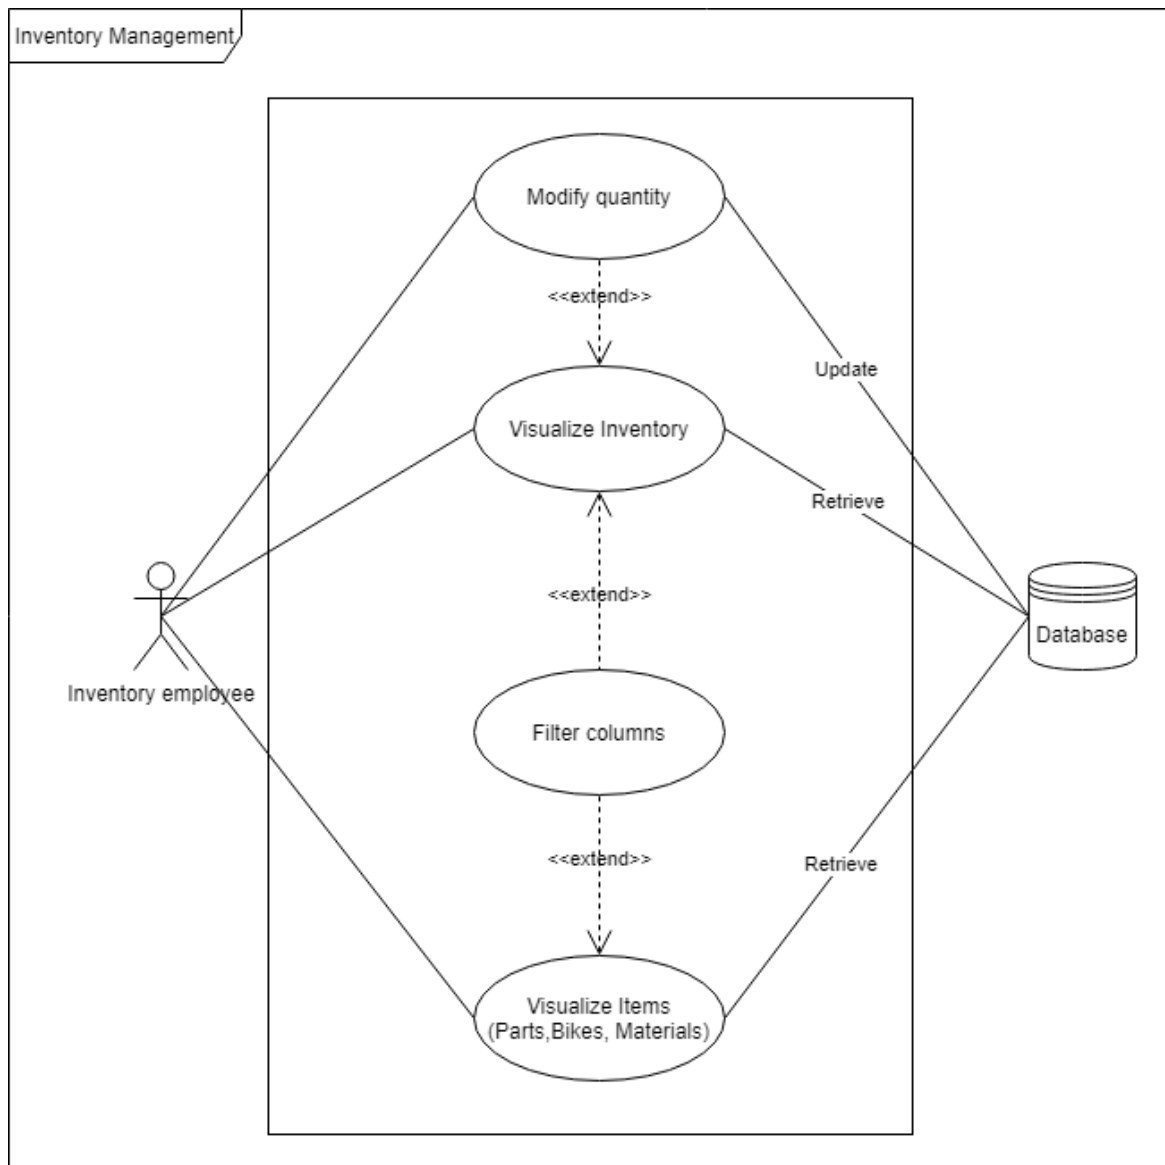 Inventory Management
Modify quantity
<<extend>>
Update
Visualize Inventory
Retrieve
<<extend>>
Database
Inventory employee
Filter columns
<<extend>>
Retrieve
Visualize Items
(Parts,Bikes, Materials)